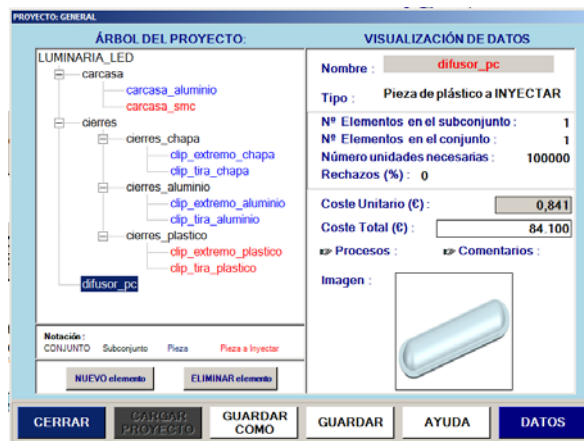 PROYECTO: GENERAL
ÁRBOL DEL PROYECTO:
LUMINARIA_LED
carcasa
carcasa_aluminio
carcasa_smc
cierres
cierres_chapa
clip_extremo_chapa
clip_tira_chapa
cierres_aluminio
clip_extremo_aluminio
clip_tira_aluminio
cierres_plastico
clip_extremo_plastico
clip_tira_plastico
difusor_pc
Notación:
CONJUNTO Subconjunto Pieza Pieza a Inyectar
NUEVO elemento ELIMINAR elemento
VISUALIZACIÓN DE DATOS
Nombre : difusor_pc
Tipo : Pieza de plástico a INYECTAR
Nº Elementos en el subconjunto : 1
Nº Elementos en el conjunto : 1
Número unidades necesarias : 100000
Rechazos (%) : 0
Coste Unitario (€) : 0,841
Coste Total (€) : 84.100
Procesos : Comentarios :
Imagen :
CERRAR CARGAR PROYECTO GUARDAR COMO GUARDAR AYUDA DATOS